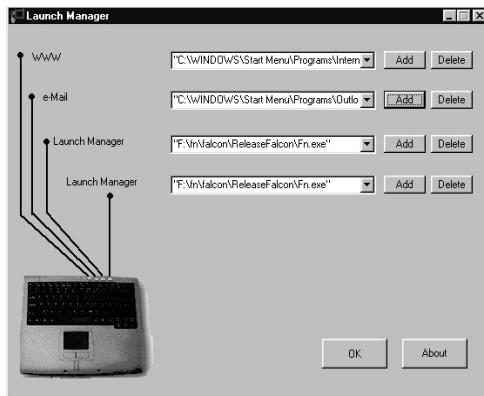 Launch Manager
WWW "C:\WINDOWS\Start Menu\Programs\Intern Add Delete
e-Mail "C:\WINDOWS\Start Menu\Programs\Outlo Add Delete
Launch Manager "F:\fn\falcon\ReleaseFalcon\Fn.exe" Add Delete
Launch Manager "F:\fn\falcon\ReleaseFalcon\Fn.exe" Add Delete
OK About